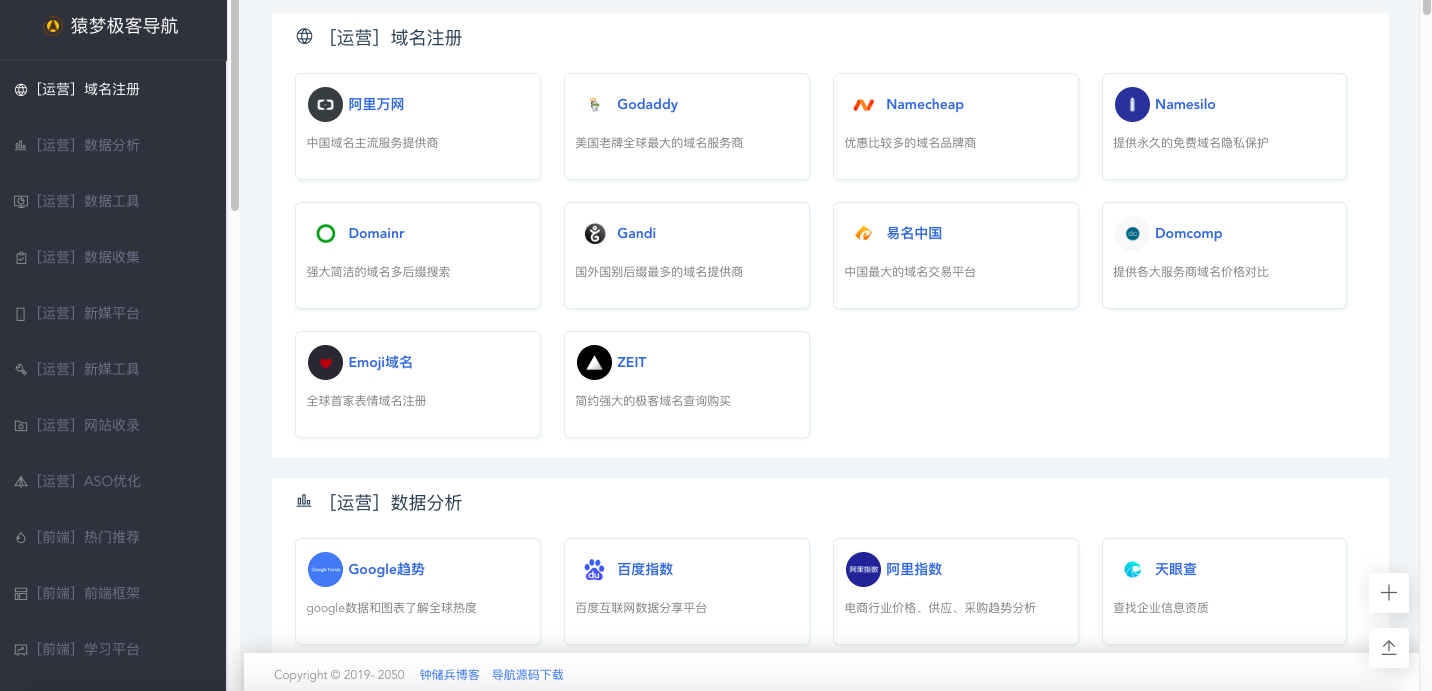 猿梦极客导航
［运营］域名注册
［运营］数据分析
［运营］数据工具
［运营］数据收集
［运营］新媒平台
［运营］新媒工具
［运营］网站收录
［运营］ASO优化
［前端］热门推荐
［前端］前端框架
［前端］学习平台
［运营］域名注册
阿里万网
中国域名主流服务提供商
Godaddy
美国老牌全球最大的域名服务商
Namecheap
优惠比较多的域名品牌商
Namesilo
提供永久的免费域名隐私保护
Domainr
强大简洁的域名多后缀搜索
Gandi
国外国别后缀最多的域名提供商
易名中国
中国最大的域名交易平台
Domcomp
提供各大服务商域名价格对比
Emoji域名
全球首家表情域名注册
ZEIT
简约强大的极客域名查询购买
［运营］数据分析
Google Trends
Google趋势
google数据和图表了解全球热度
du
百度指数
百度互联网数据分享平台
阿里指数
阿里指数
电商行业价格、供应、采购趋势分析
天眼查
查找企业信息资质
Copyright © 2019- 2050 钟储兵博客 导航源码下载